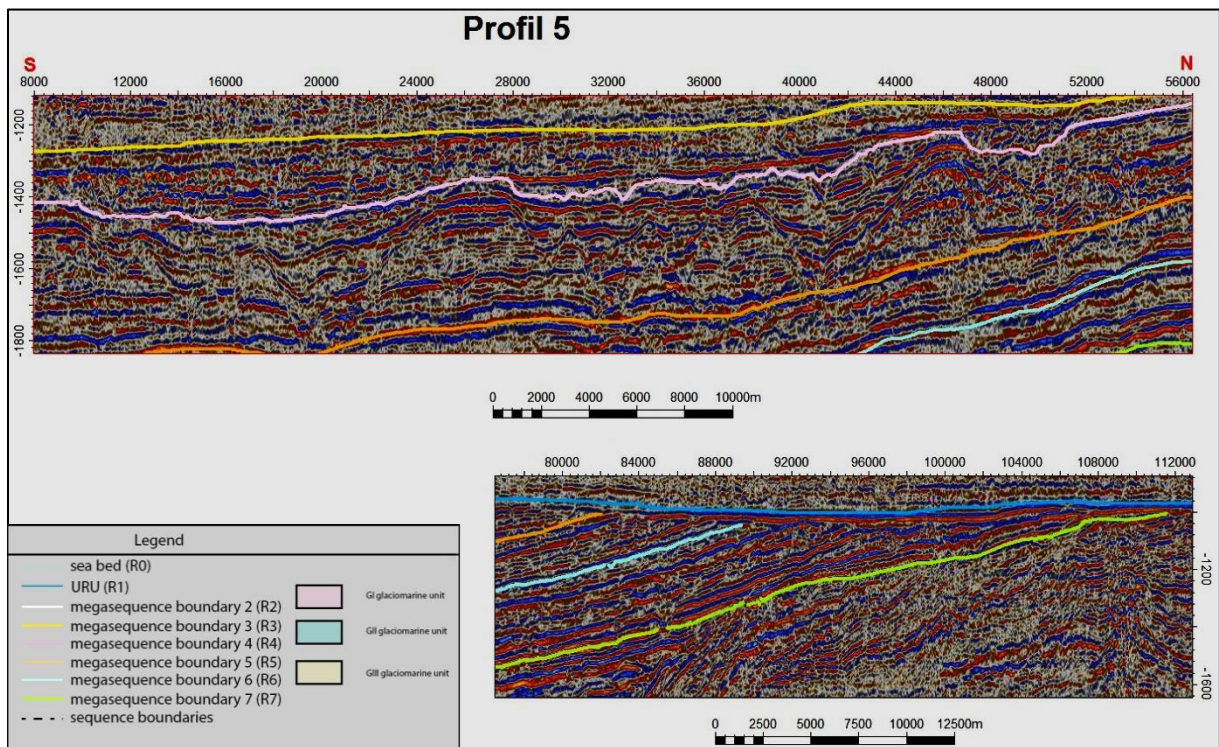 Profil 5
S N
8000 12000 16000 20000 24000 28000 32000 36000 40000 44000 48000 52000 56000
-1200
-1400
-1600
-1800
0 2000 4000 6000 8000 10000m
80000 84000 88000 92000 96000 100000 104000 108000 112000
-1200
-1600
0 2500 5000 7500 10000 12500m
Legend
sea bed (R0)
URU (R1)
megasequence boundary 2 (R2)
megasequence boundary 3 (R3)
megasequence boundary 4 (R4)
megasequence boundary 5 (R5)
megasequence boundary 6 (R6)
megasequence boundary 7 (R7)
sequence boundaries
GI glaciomarine unit
GII glaciomarine unit
GIII glaciomarine unit